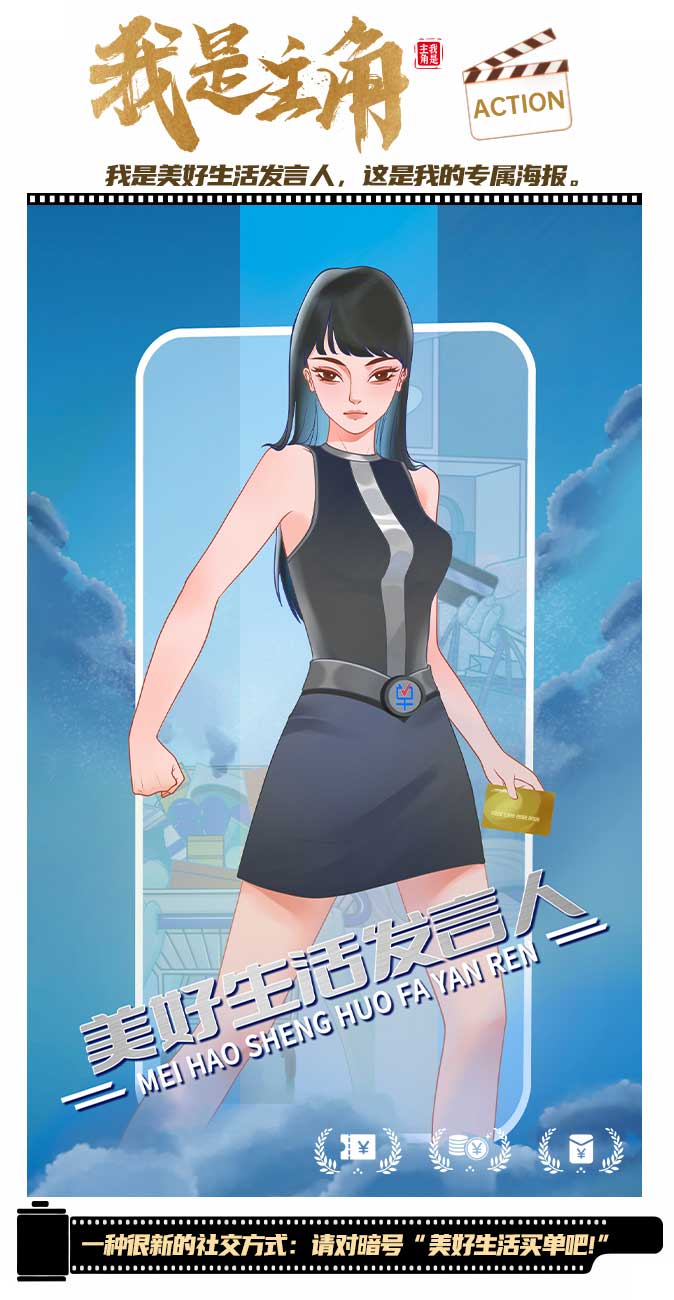 我是主角
我是
主角
ACTION
我是美好生活发言人，这是我的专属海报。
单
美好生活发言人
MEI HAO SHENG HUO FA YAN REN
¥
¥
¥
一种很新的社交方式：请对暗号“美好生活买单吧！”